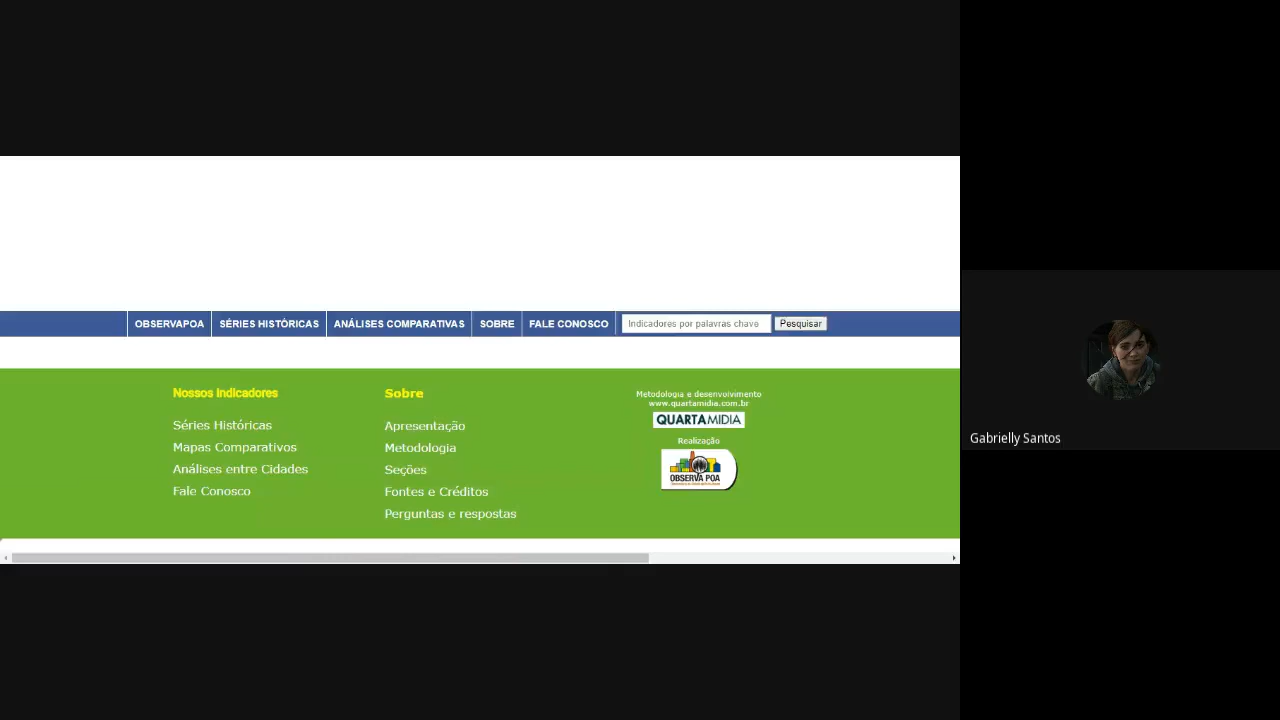 OBSERVAPOA
SÉRIES HISTÓRICAS
ANÁLISES COMPARATIVAS
SOBRE
FALE CONOSCO
Indicadores por palavras chave
Pesquisar
Nossos Indicadores
Séries Históricas
Mapas Comparativos
Análises entre Cidades
Fale Conosco
Sobre
Apresentação
Metodologia
Seções
Fontes e Créditos
Perguntas e respostas
Metodologia e desenvolvimento
www.quartamidia.com.br
QUARTAMIDIA
Realização
OBSERVA POA
Gabrielly Santos